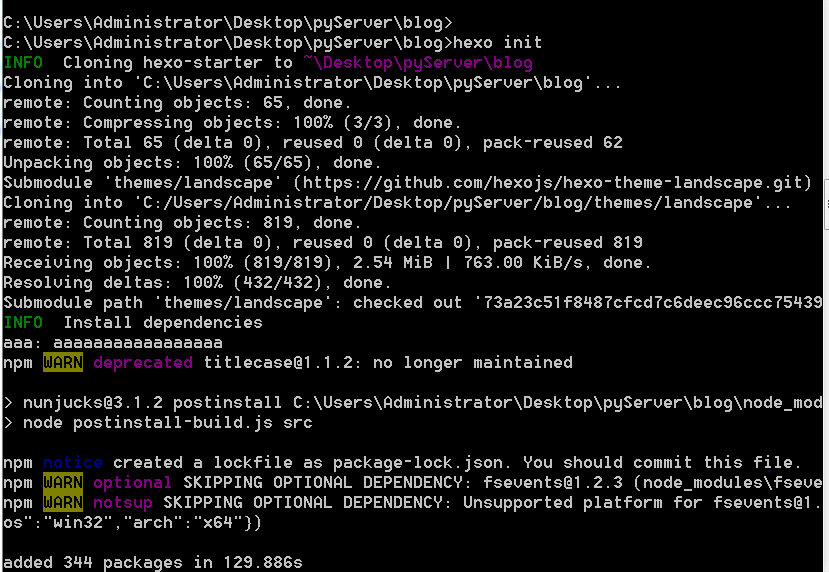 C:\Users\Administrator\Desktop\pyServer\blog>
C:\Users\Administrator\Desktop\pyServer\blog>hexo init
INFO  Cloning hexo-starter to ~\Desktop\pyServer\blog
Cloning into 'C:\Users\Administrator\Desktop\pyServer\blog'...
remote: Counting objects: 65, done.
remote: Compressing objects: 100% (3/3), done.
remote: Total 65 (delta 0), reused 0 (delta 0), pack-reused 62
Unpacking objects: 100% (65/65), done.
Submodule 'themes/landscape' (https://github.com/hexojs/hexo-theme-landscape.git)
Cloning into 'C:/Users/Administrator/Desktop/pyServer/blog/themes/landscape'...
remote: Counting objects: 819, done.
remote: Total 819 (delta 0), reused 0 (delta 0), pack-reused 819
Receiving objects: 100% (819/819), 2.54 MiB | 763.00 KiB/s, done.
Resolving deltas: 100% (432/432), done.
Submodule path 'themes/landscape': checked out '73a23c51f8487cfcd7c6deec96ccc75439
INFO  Install dependencies
aaa: aaaaaaaaaaaaaaaaa
npm WARN deprecated titlecase@1.1.2: no longer maintained
> nunjucks@3.1.2 postinstall C:\Users\Administrator\Desktop\pyServer\blog\node_mod
> node postinstall-build.js src
npm notice created a lockfile as package-lock.json. You should commit this file.
npm WARN optional SKIPPING OPTIONAL DEPENDENCY: fsevents@1.2.3 (node_modules\fseve
npm WARN notsup SKIPPING OPTIONAL DEPENDENCY: Unsupported platform for fsevents@1.
os":"win32","arch":"x64"})
added 344 packages in 129.886s